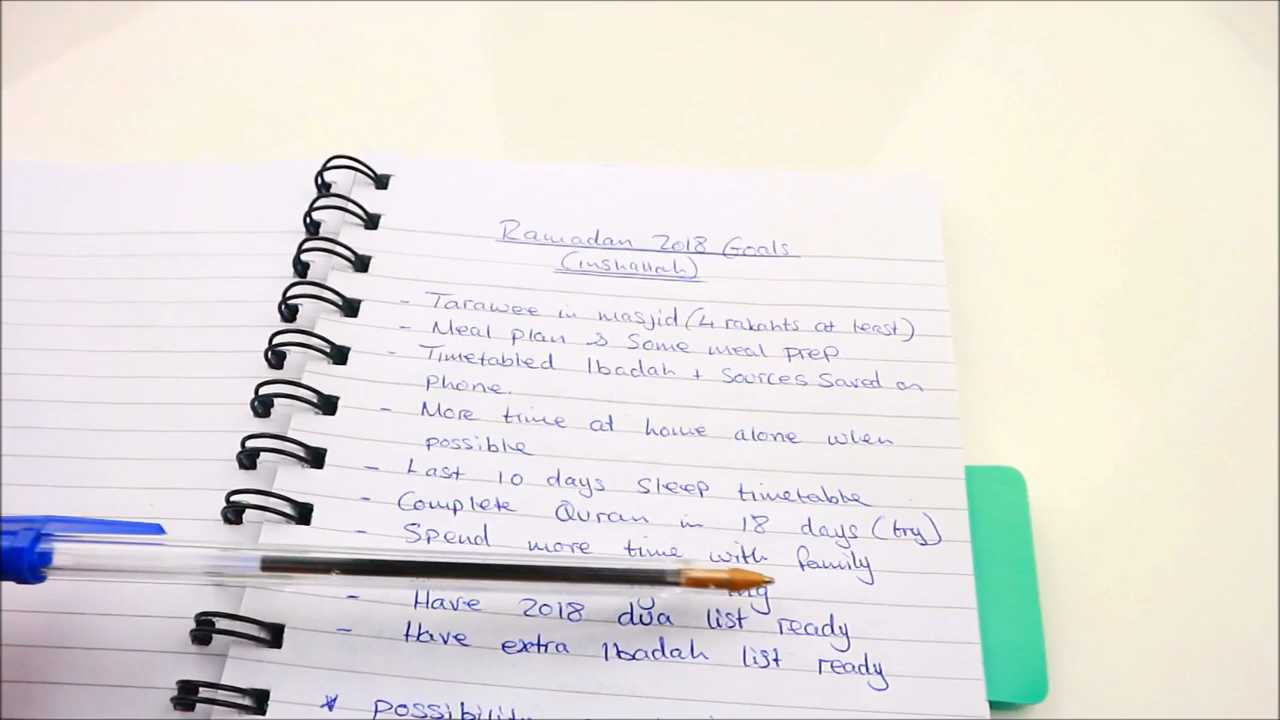 Ramadan 2018 Goals
(inshallah)
- Tarawee in masjid (4 rakahts at least)
- Meal plan & Some meal prep
- Timetabled Ibadah + Sources Saved on
Phone.
- More time at home alone when
possible
- Last 10 days Sleep timetable
- Complete Quran in 18 days (try)
- Spend more time with family
- Have 2018 dua list ready
- Have extra Ibadah list ready
* possibility